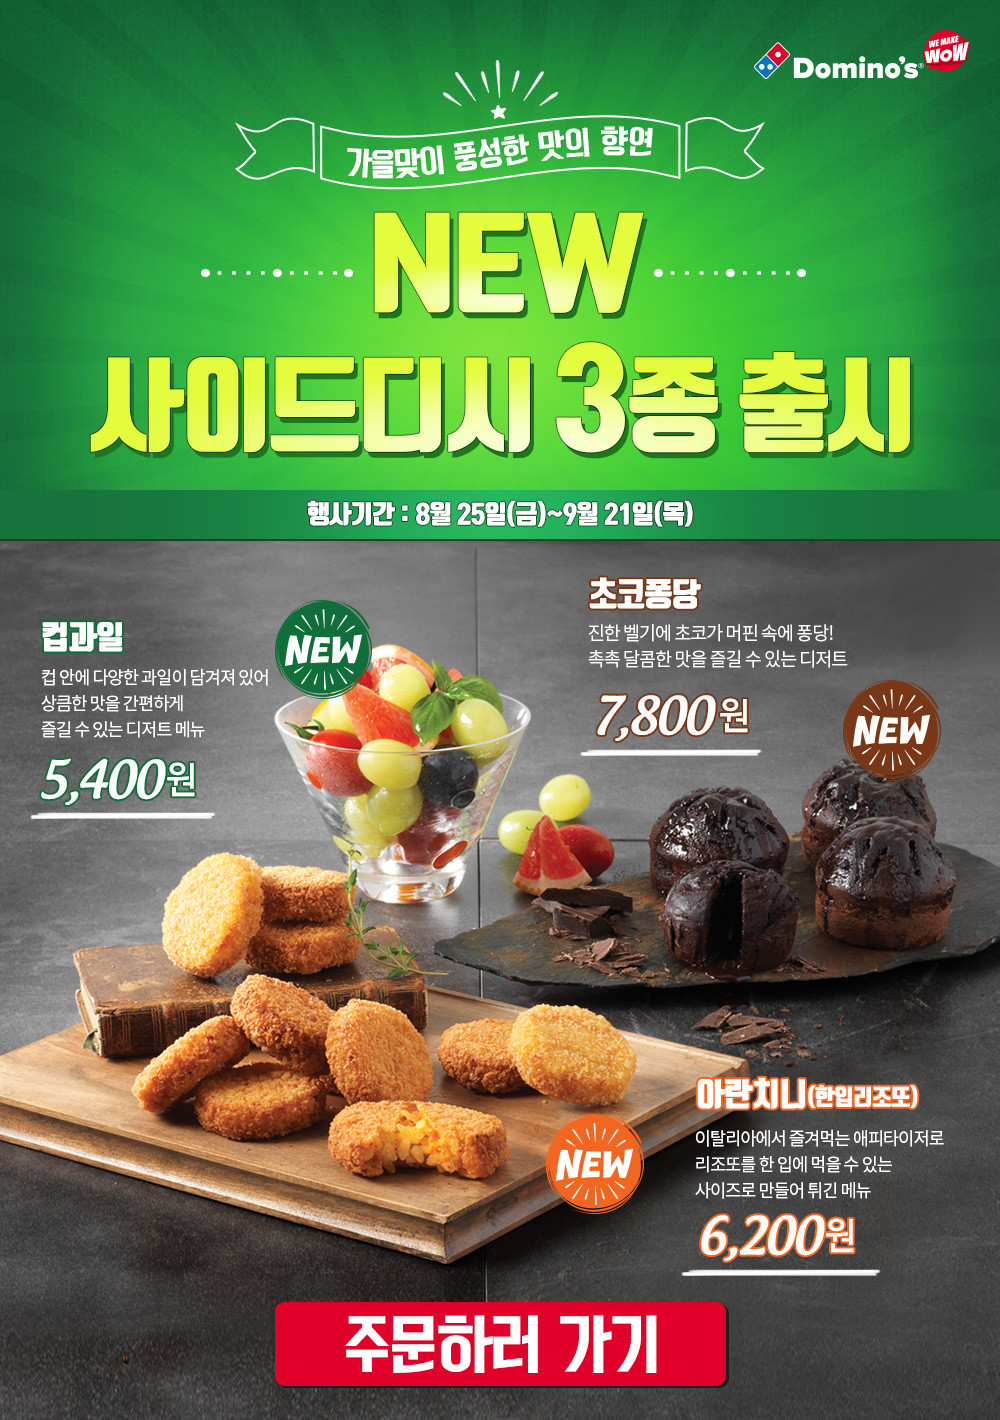 Domino's®
WE MAKE
WOW
가을맞이 풍성한 맛의 향연
NEW
사이드디시 3종 출시
행사기간 : 8월 25일(금)~9월 21일(목)
컵과일
컵 안에 다양한 과일이 담겨져 있어
상큼한 맛을 간편하게
즐길 수 있는 디저트 메뉴
5,400원
NEW
초코퐁당
진한 벨기에 초코가 머핀 속에 퐁당!
촉촉 달콤한 맛을 즐길 수 있는 디저트
7,800원
NEW
아란치니(한입리조또)
이탈리아에서 즐겨먹는 애피타이저로
리조또를 한 입에 먹을 수 있는
사이즈로 만들어 튀긴 메뉴
6,200원
NEW
주문하러 가기